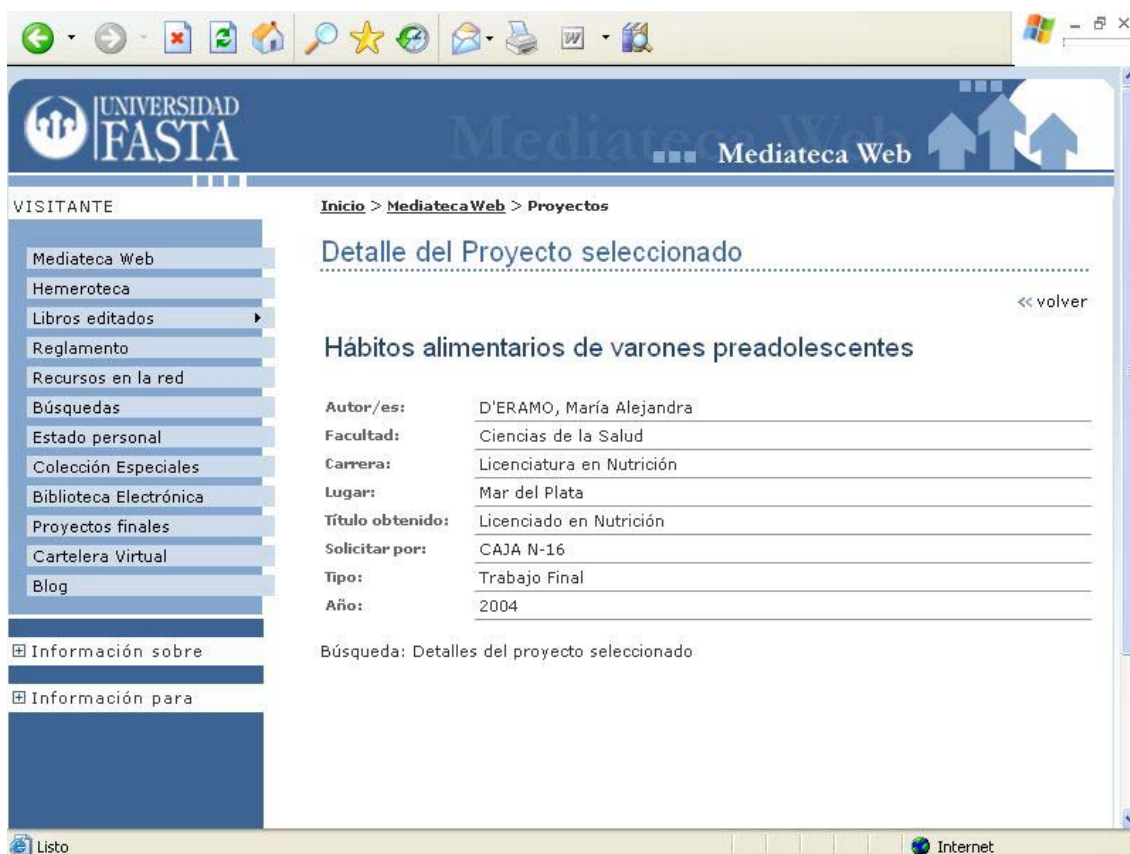 UNIVERSIDAD
FASTA
Mediateca Web
Mediateca Web
VISITANTE
Mediateca Web
Hemeroteca
Libros editados
Reglamento
Recursos en la red
Búsquedas
Estado personal
Colección Especiales
Biblioteca Electrónica
Proyectos finales
Cartelera Virtual
Blog
Información sobre
Información para
Inicio > MediatecaWeb > Proyectos
Detalle del Proyecto seleccionado
<< volver
Hábitos alimentarios de varones preadolescentes
Autor/es: D'ERAMO, María Alejandra
Facultad: Ciencias de la Salud
Carrera: Licenciatura en Nutrición
Lugar: Mar del Plata
Título obtenido: Licenciado en Nutrición
Solicitar por: CAJA N-16
Tipo: Trabajo Final
Año: 2004
Búsqueda: Detalles del proyecto seleccionado
Listo
Internet